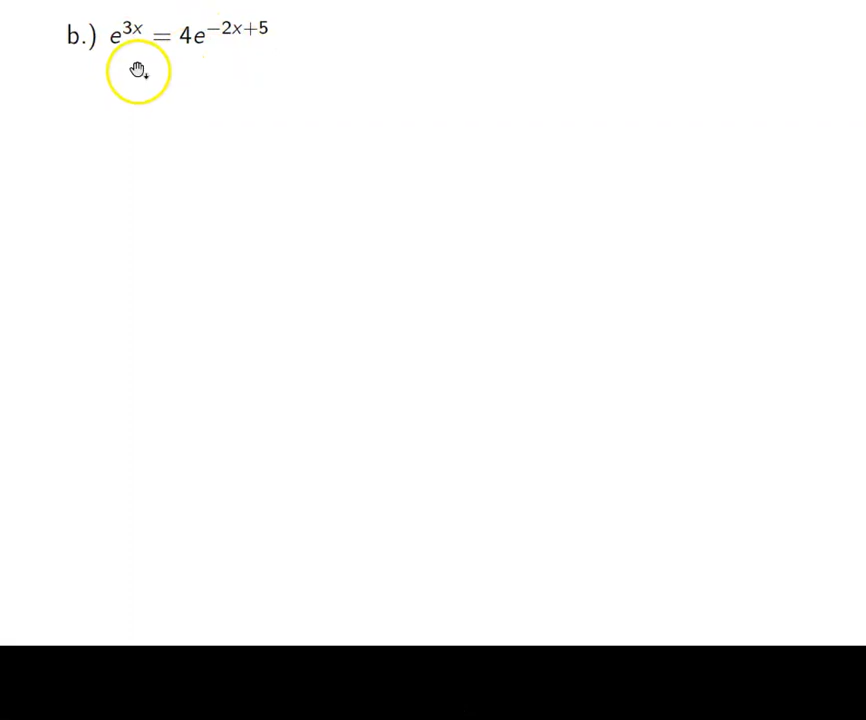 b.) e^{3x} = 4e^{-2x+5}